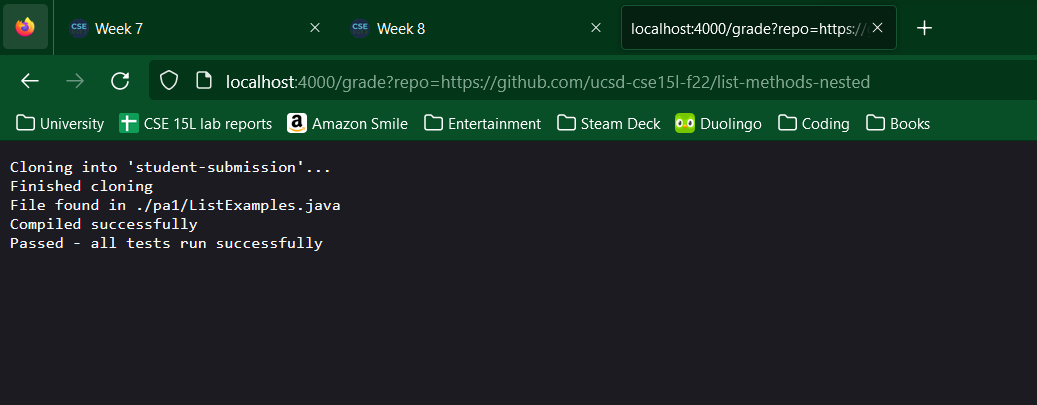 CSE Week 7
CSE Week 8
localhost:4000/grade?repo=https://
localhost:4000/grade?repo=https://github.com/ucsd-cse15l-f22/list-methods-nested
University CSE 15L lab reports a Amazon Smile Entertainment Steam Deck Duolingo Coding Books
Cloning into 'student-submission'...
Finished cloning
File found in ./pa1/ListExamples.java
Compiled successfully
Passed - all tests run successfully